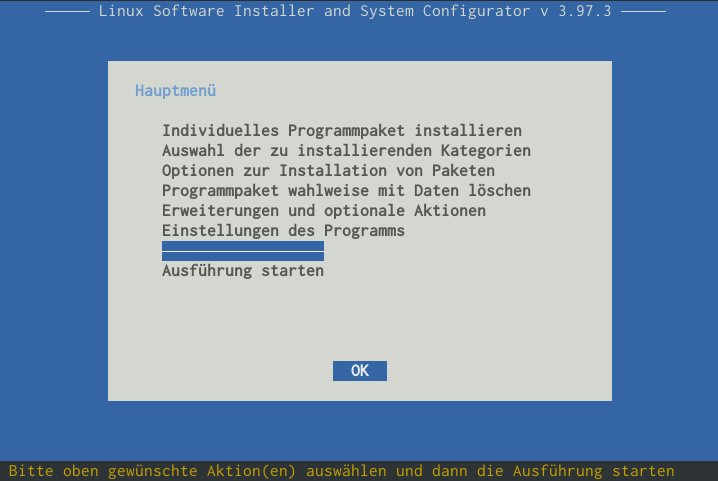 Linux Software Installer and System Configurator v 3.97.3
Hauptmenü
Individuelles Programmpaket installieren
Auswahl der zu installierenden Kategorien
Optionen zur Installation von Paketen
Programmpaket wahlweise mit Daten löschen
Erweiterungen und optionale Aktionen
Einstellungen des Programms
Ausführung starten
OK
Bitte oben gewünschte Aktion(en) auswählen und dann die Ausführung starten